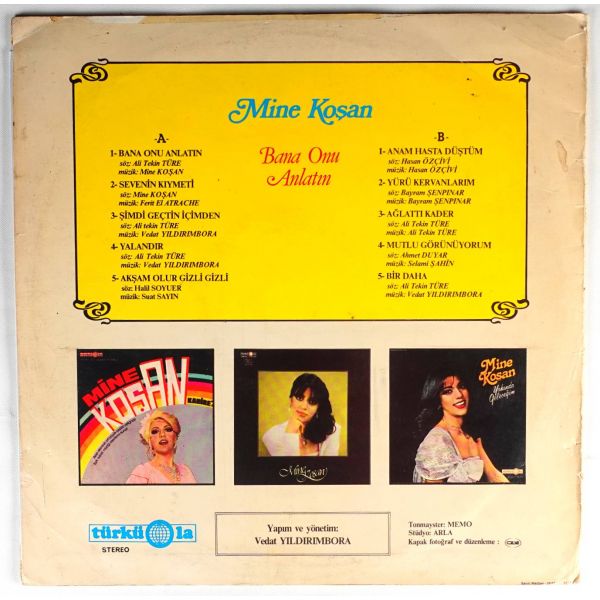 Mine Koşan
Bana Onu
Anlatın
-A-
1- BANA ONU ANLATIN
söz: Ali Tekin TÜRE
müzik: Mine KOŞAN
2- SEVENİN KIYMETİ
söz: Mine KOŞAN
müzik: Ferit El ATRACHE
3- ŞİMDİ GEÇTİN İÇİMDEN
söz: Ali tekin TÜRE
müzik: Vedat YILDIRIMBORA
4- YALANDIR
söz: Ali Tekin TÜRE
müzik: Vedat YILDIRIMBORA
5- AKŞAM OLUR GİZLİ GİZLİ
söz: Halil SOYUER
müzik: Suat SAYIN
-B-
1- ANAM HASTA DÜŞTÜM
söz: Hasan ÖZÇİVİ
müzik: Hasan ÖZÇİVİ
2- YÜRÜ KERVANLARIM
söz: Bayram ŞENPINAR
müzik: Bayram ŞENPINAR
3- AĞLATTI KADER
söz: Ali Tekin TÜRE
müzik: Ali Tekin TÜRE
4- MUTLU GÖRÜNÜYORUM
söz: Ahmet DUYAR
müzik: Selami ŞAHİN
5- BİR DAHA
söz: Ali Tekin TÜRE
müzik: Vedat YILDIRIMBORA
MİNE
KOŞAN
Mine Koşan
Mine
Koşan
Yakında
Geleceğim
türküola
STEREO
Yapım ve yönetim:
Vedat YILDIRIMBORA
Tonmayster: MEMO
Stüdyo: ARLA
Kapak fotoğraf ve düzenleme :